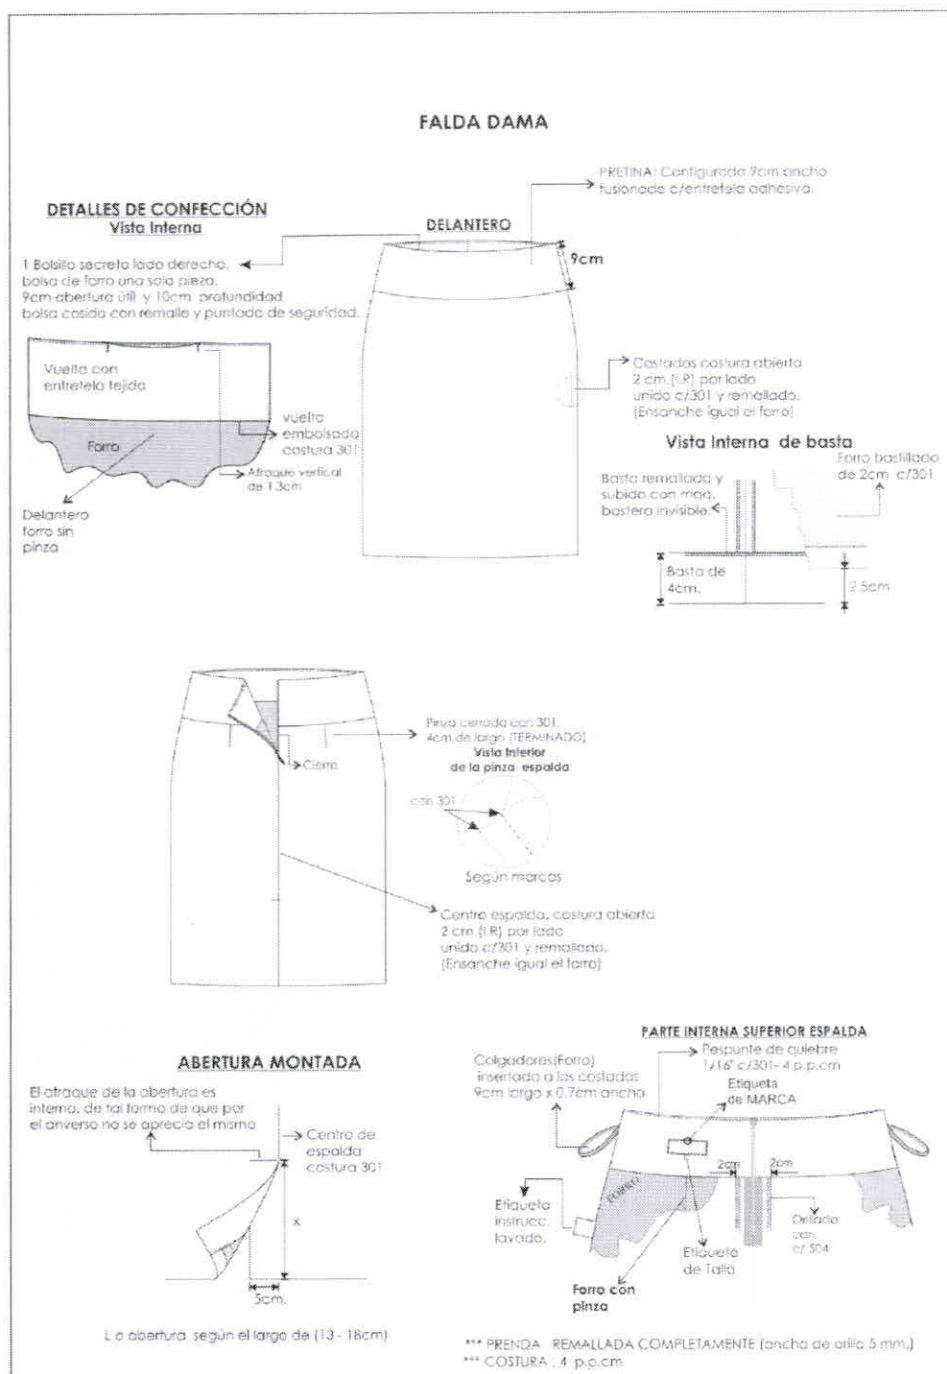 FALDA DAMA
PRETINA: Configurada 9cm ancho
fusionado c/entretela adhesiva.
DETALLES DE CONFECCIÓN
Vista Interna
DELANTERO
9cm
1 Bolsillo secreto lado derecho,
bolsa de forro una sola pieza.
9cm abertura útil y 10cm profundidad
bolsa cosida con remalle y puntada de seguridad.
Vuelta con
entretela tejida
Costados costura abierta
2 cm.(I.R) por lado
unido c/301 y remallado.
(Ensanche igual el forro)
vuelta
embolsada
costura 301
Forro
Atraque vertical
de 1.3cm
Delantero
forro sin
pinza
Vista Interna de basta
Forro bastillado
de 2cm c/301
Basta remallada y
subida con maq.
bastera invisible.
Basta de
4cm.
2.5cm
Pinza cerrada con 301.
4cm de largo (TERMINADO)
Vista Interior
de la pinza espalda
Cierre
con 301
Según marcas
Centro espalda, costura abierta
2 cm.(I.R) por lado
unido c/301 y remallado.
(Ensanche igual el forro)
ABERTURA MONTADA
El atraque de la abertura es
interna, de tal forma de que por
el anverso no se aprecia el mismo
Centro de
espalda
costura 301
x
5cm.
La abertura según el largo de (13 - 18cm)
PARTE INTERNA SUPERIOR ESPALDA
Pespunte de quiebre
1/16" c/301- 4 p.p.cm
Colgadores(Forro)
insertado a los costados
9cm largo x 0.7cm ancho
Etiqueta
de MARCA
2cm
2cm
FORRO
Etiqueta
instrucc.
lavado.
Etiqueta
de Talla
Orillado
con
c/ 504
Forro con
pinza
*** PRENDA REMALLADA COMPLETAMENTE (ancho de orilla 5 mm.)
*** COSTURA : 4 p.p.cm